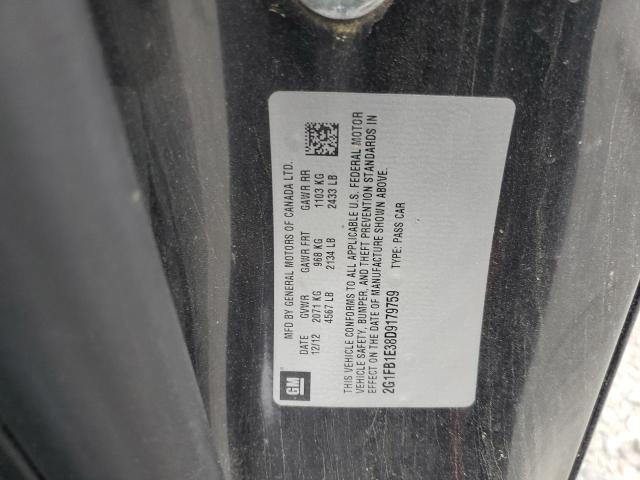 GM
MFD BY GENERAL MOTORS OF CANADA LTD.
DATE GVWR GAWR FRT GAWR RR
12/12 2071 KG 968 KG 1103 KG
4567 LB 2134 LB 2433 LB
THIS VEHICLE CONFORMS TO ALL APPLICABLE U.S. FEDERAL MOTOR
VEHICLE SAFETY, BUMPER, AND THEFT PREVENTION STANDARDS IN
EFFECT ON THE DATE OF MANUFACTURE SHOWN ABOVE.
2G1FB1E38D9179759 TYPE: PASS CAR